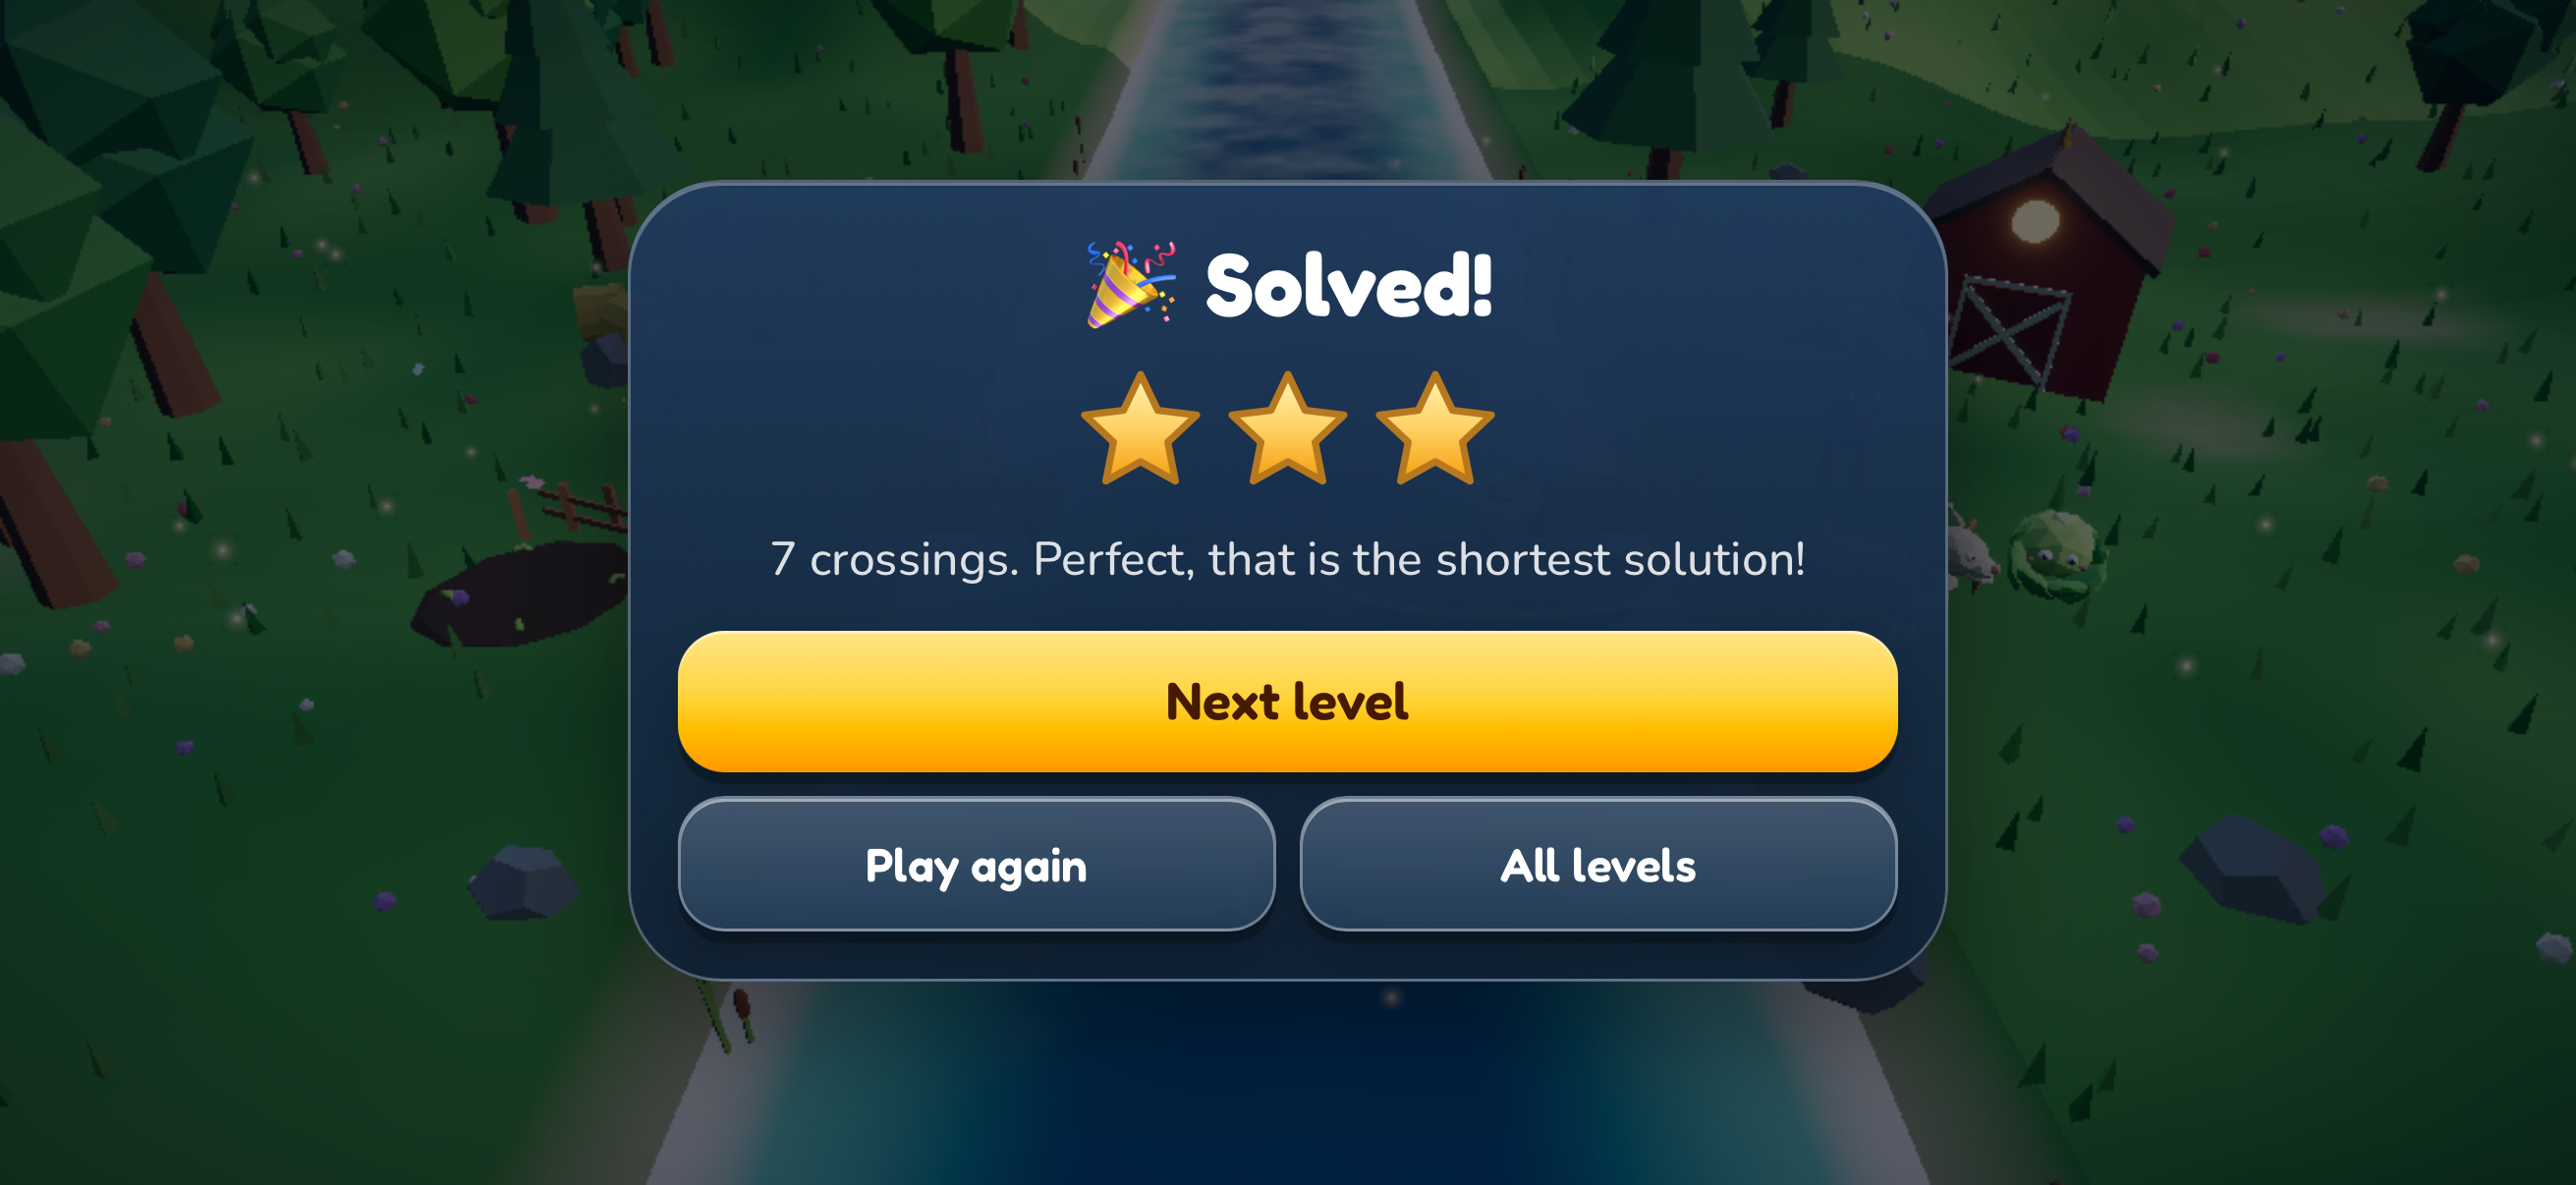 Solved!
7 crossings. Perfect, that is the shortest solution!
Next level
Play again
All levels